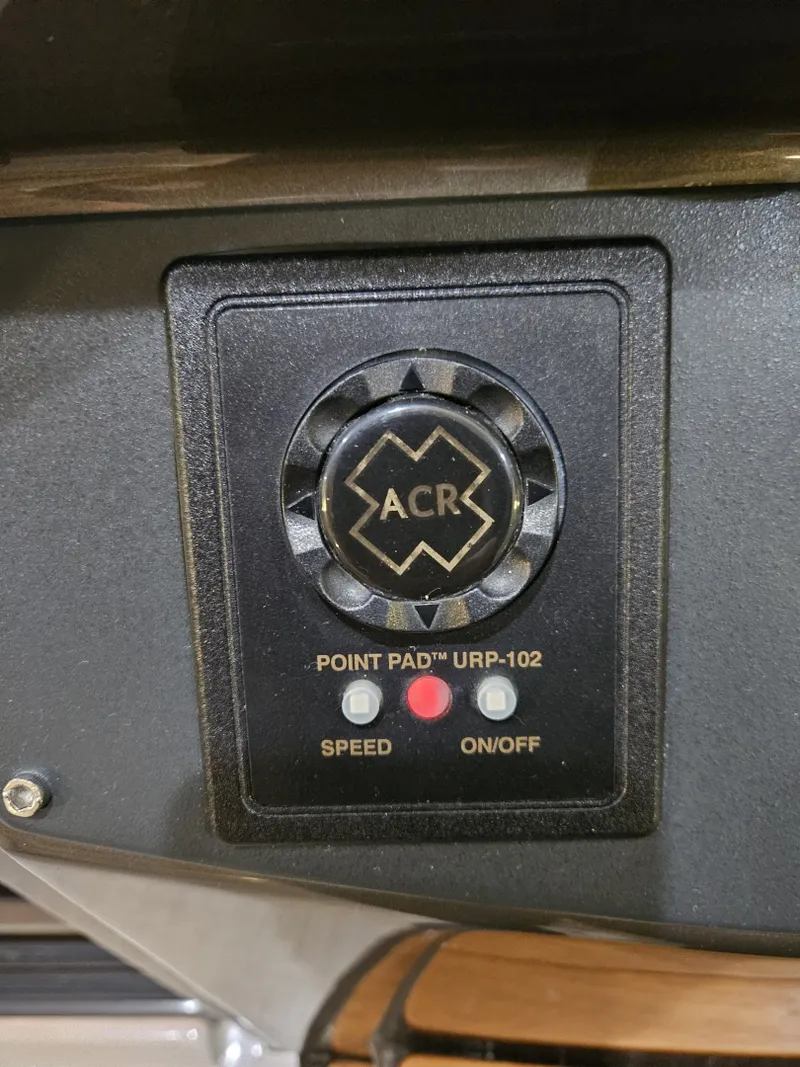 ACR
POINT PAD™ URP-102
SPEED ON/OFF